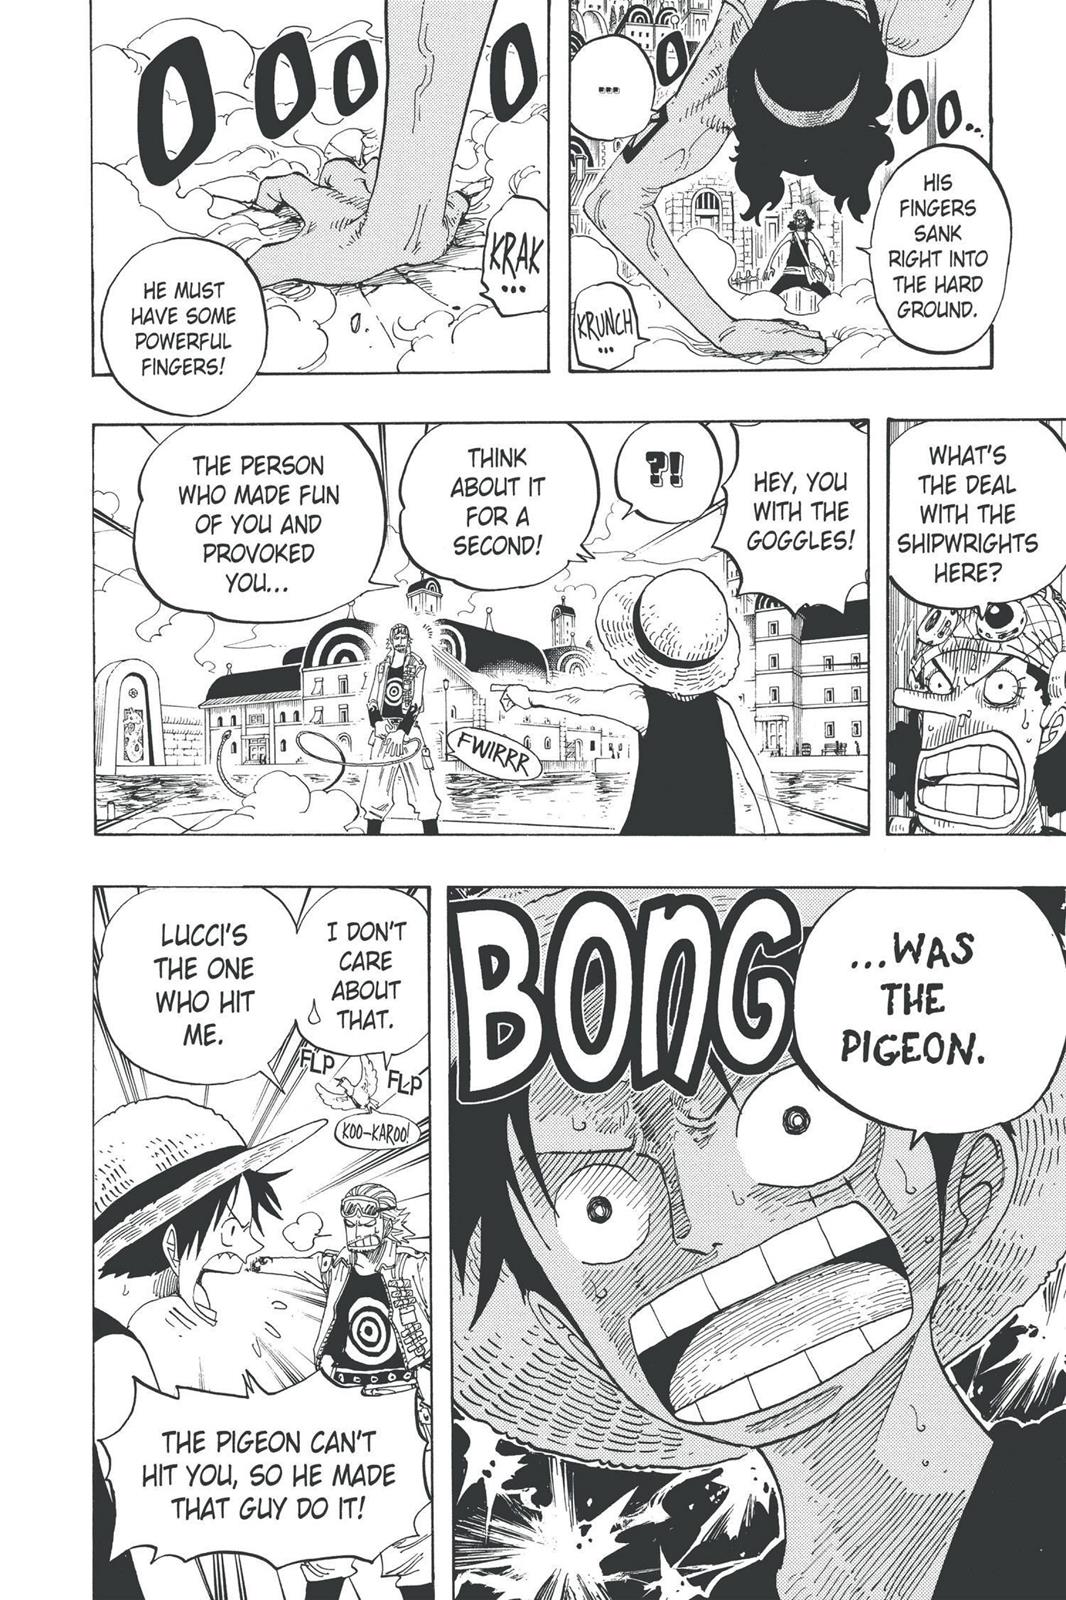 OOO...
HIS
FINGERS
SANK
RIGHT INTO
THE HARD
GROUND.
...
KRUNCH
...
OOOO
KRAK
...
HE MUST
HAVE SOME
POWERFUL
FINGERS!
WHAT'S
THE DEAL
WITH THE
SHIPWRIGHTS
HERE?
HEY, YOU
WITH THE
GOGGLES!
?!
THINK
ABOUT IT
FOR A
SECOND!
THE PERSON
WHO MADE FUN
OF YOU AND
PROVOKED
YOU...
FWIRRR
...WAS
THE
PIGEON.
BONG
I DON'T
CARE
ABOUT
THAT.
LUCCI'S
THE ONE
WHO HIT
ME.
FLP
FLP
KOO-KAROO!
THE PIGEON CAN'T
HIT YOU, SO HE MADE
THAT GUY DO IT!